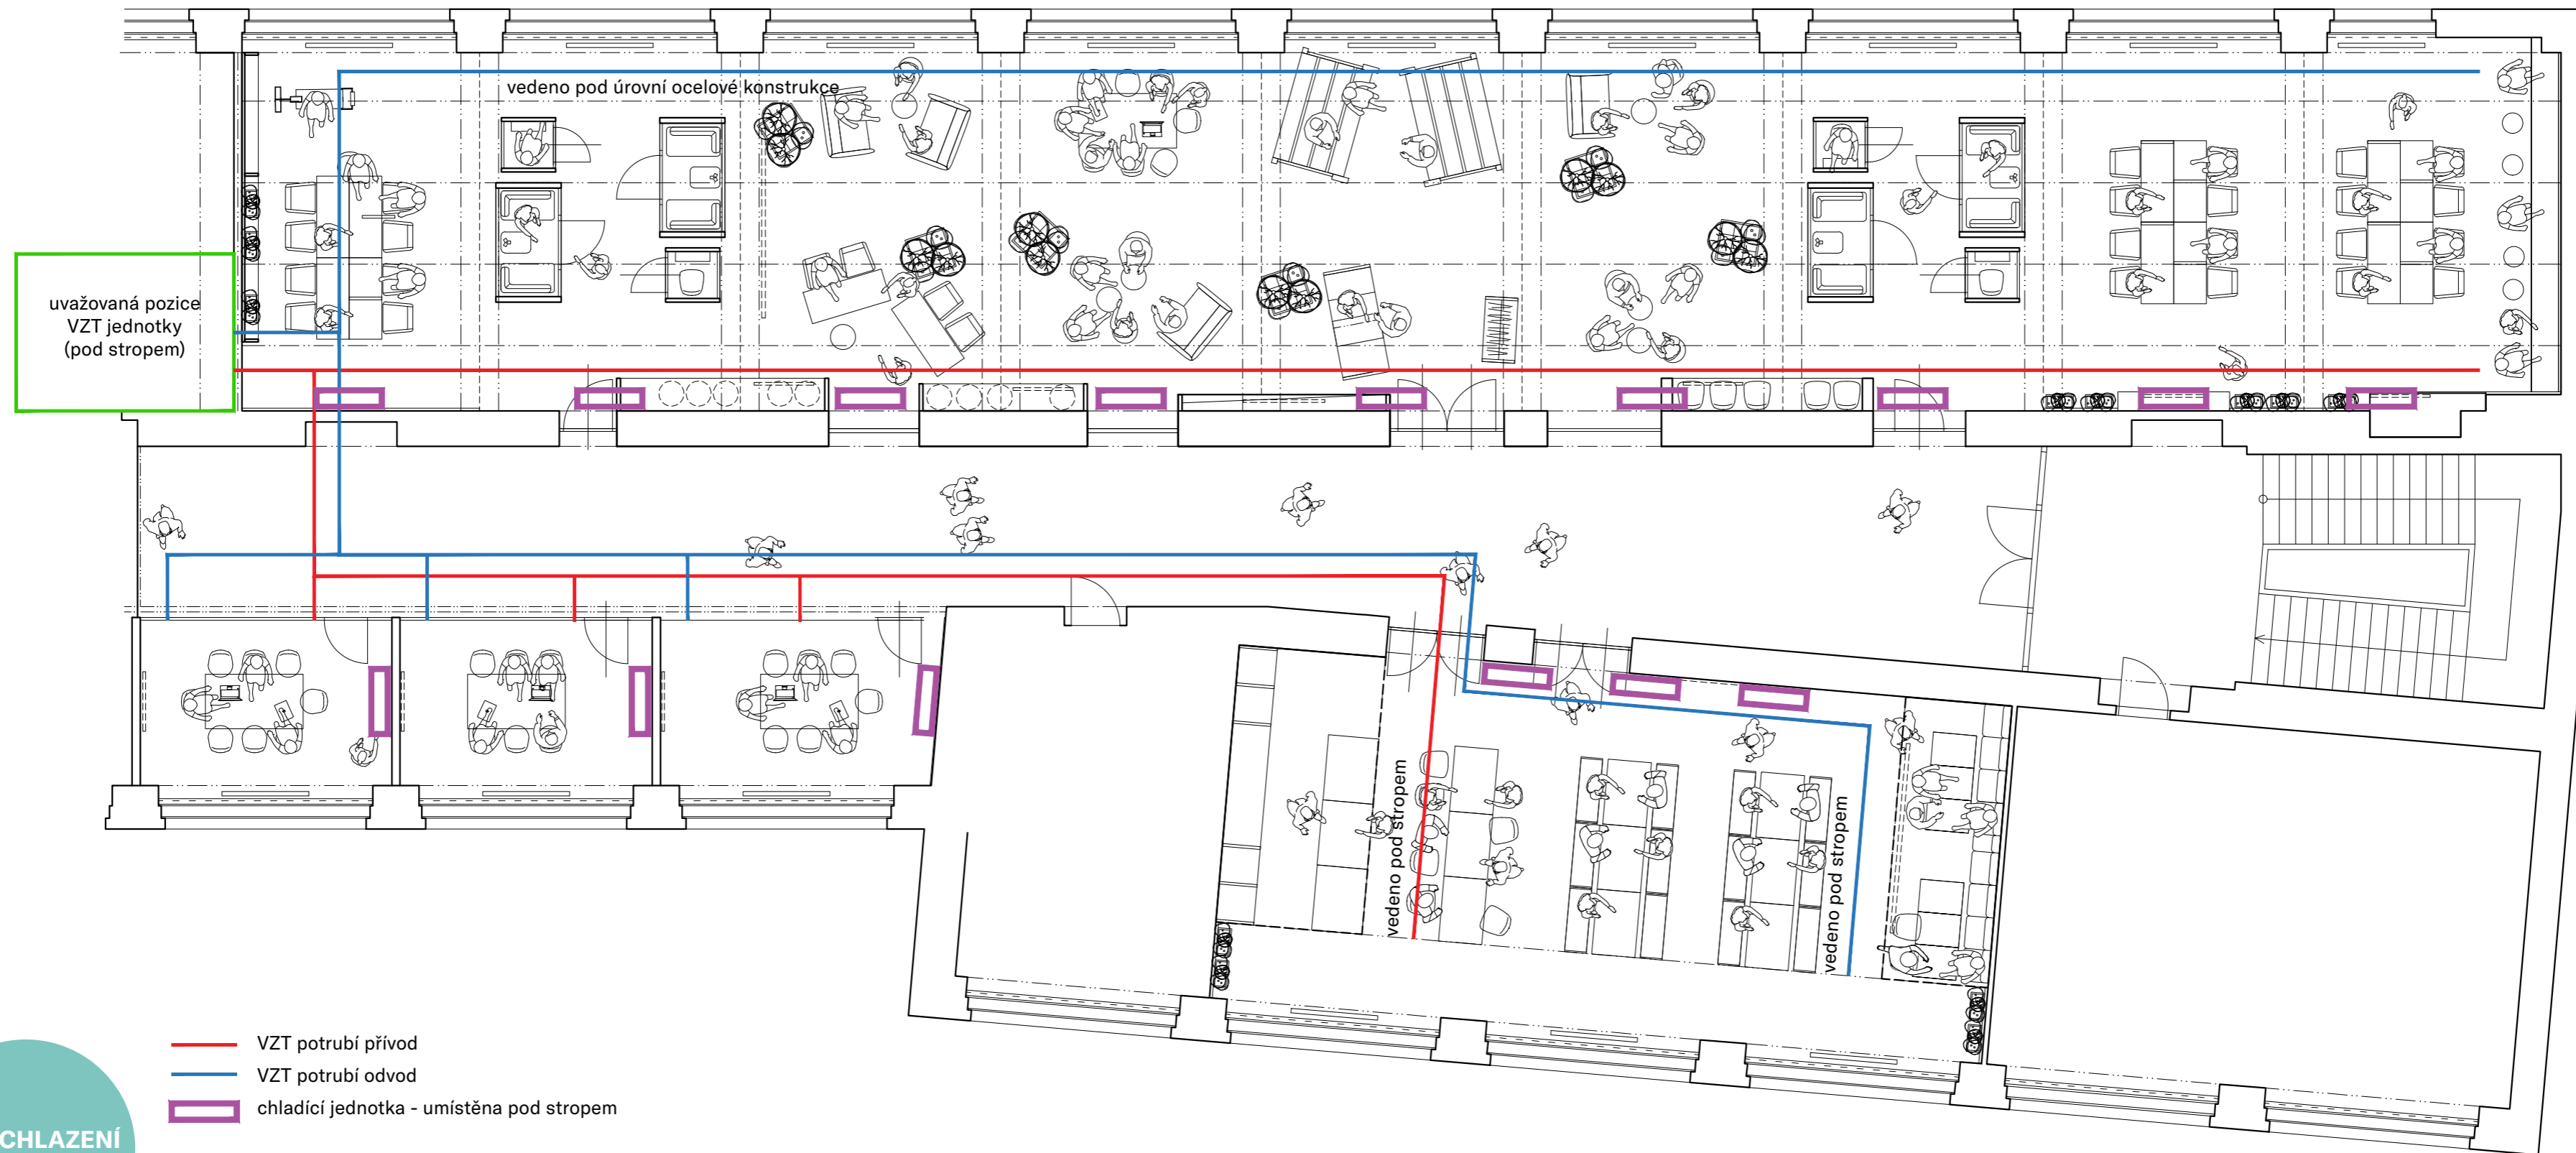 vedeno pod úrovní ocelové konstrukce
uvažovaná pozice
VZT jednotky
(pod stropem)
vedeno pod stropem
vedeno pod stropem
VZT potrubí přívod
VZT potrubí odvod
chladící jednotka - umístěna pod stropem
CHLAZENÍ